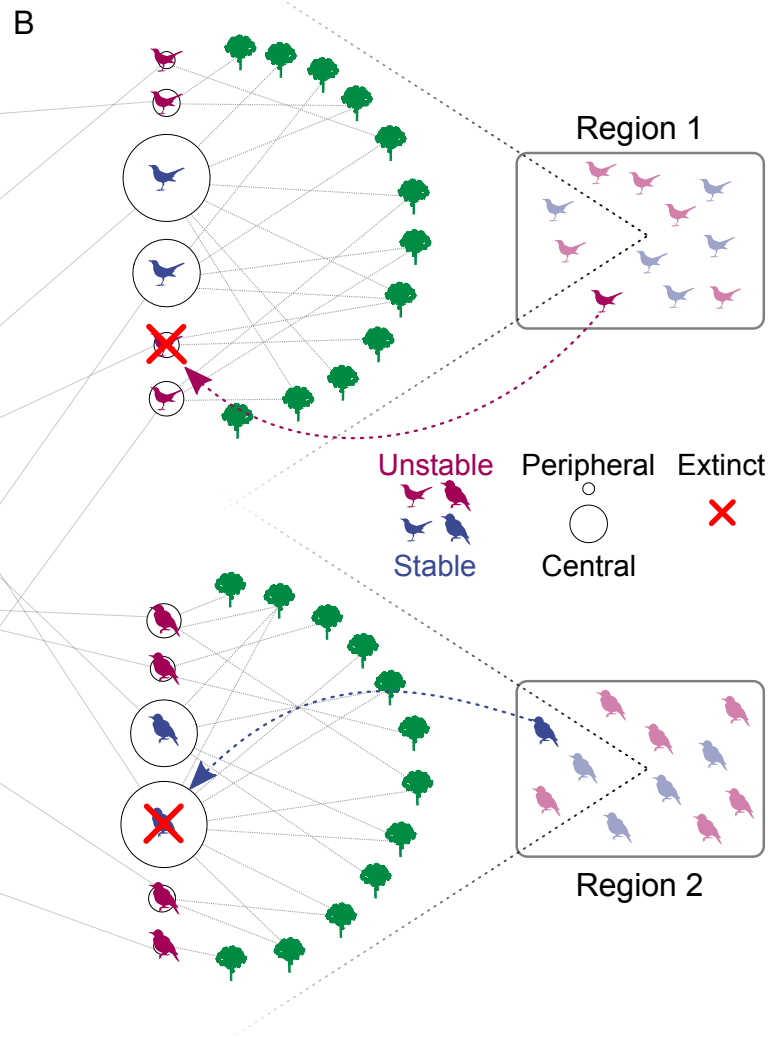 B
Region 1
Unstable Peripheral Extinct
Stable Central
Region 2